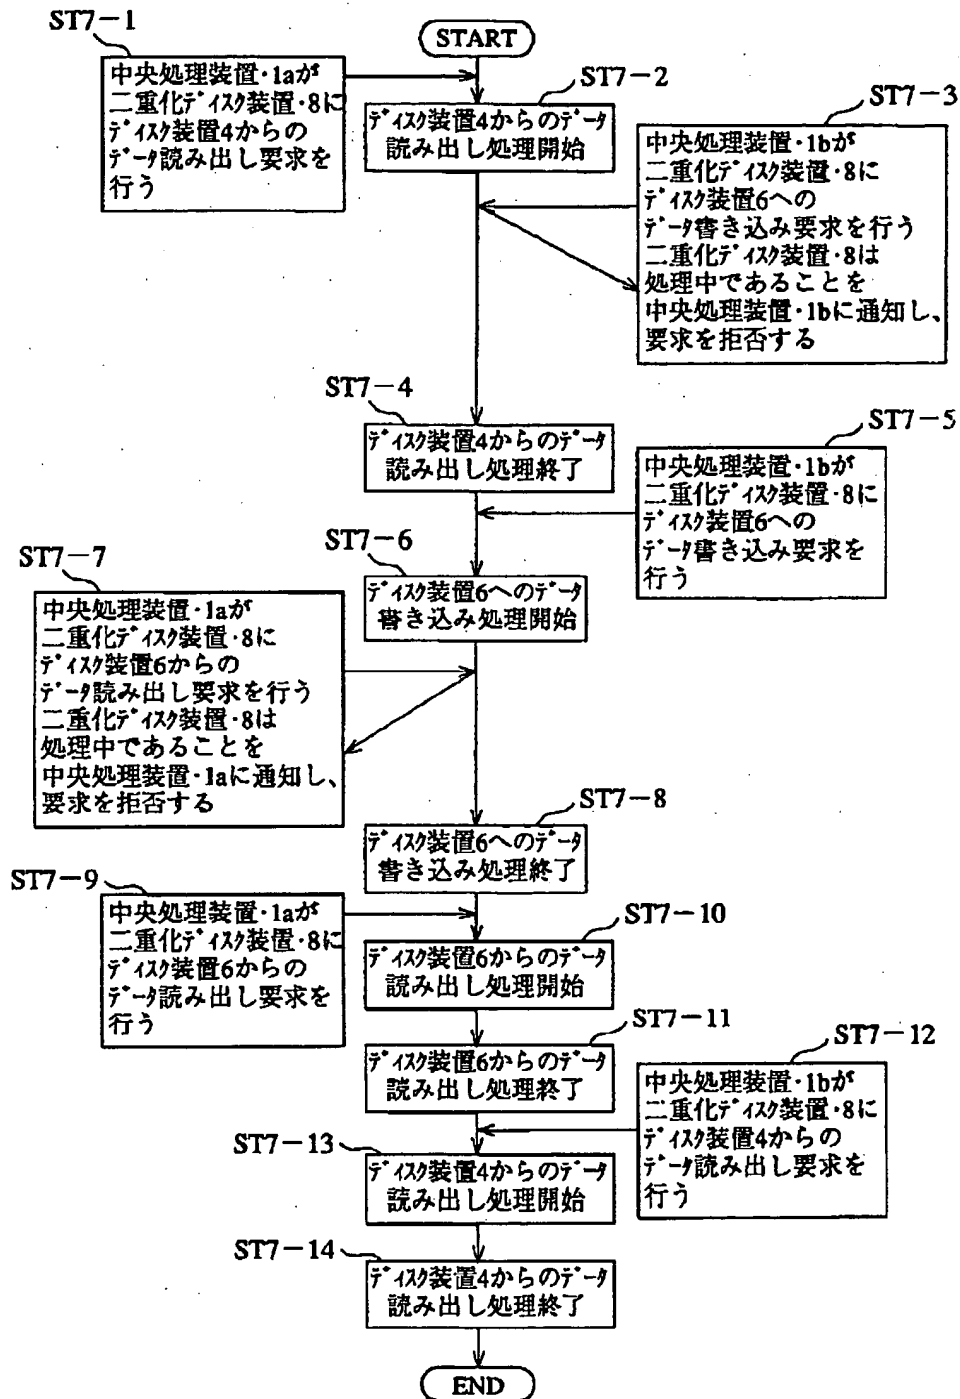 ST7-1
START
中央処理装置・1aが
二重化ディスク装置・8に
ディスク装置4からの
データ読み出し要求を
行う
ST7-2
ディスク装置4からのデータ
読み出し処理開始
ST7-3
中央処理装置・1bが
二重化ディスク装置・8に
ディスク装置6への
データ書き込み要求を行う
二重化ディスク装置・8は
処理中であることを
中央処理装置・1bに通知し、
要求を拒否する
ST7-4
ディスク装置4からのデータ
読み出し処理終了
ST7-5
中央処理装置・1bが
二重化ディスク装置・8に
ディスク装置6への
データ書き込み要求を
行う
ST7-6
ディスク装置6へのデータ
書き込み処理開始
ST7-7
中央処理装置・1aが
二重化ディスク装置・8に
ディスク装置6からの
データ読み出し要求を行う
二重化ディスク装置・8は
処理中であることを
中央処理装置・1aに通知し、
要求を拒否する
ST7-8
ディスク装置6へのデータ
書き込み処理終了
ST7-9
中央処理装置・1aが
二重化ディスク装置・8に
ディスク装置6からの
データ読み出し要求を
行う
ST7-10
ディスク装置6からのデータ
読み出し処理開始
ST7-11
ディスク装置6からのデータ
読み出し処理終了
ST7-12
中央処理装置・1bが
二重化ディスク装置・8に
ディスク装置4からの
データ読み出し要求を
行う
ST7-13
ディスク装置4からのデータ
読み出し処理開始
ST7-14
ディスク装置4からのデータ
読み出し処理終了
END